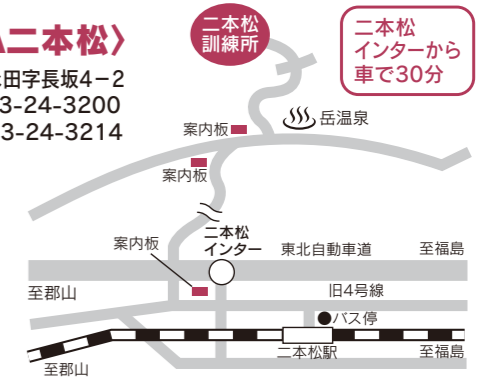 二本松〉
田字長坂4−2
3-24-3200
3-24-3214
二本松
訓練所
二本松
インターから
車で30分
岳温泉
案内板
案内板
案内板
二本松
インター
東北自動車道
至福島
至郡山
旧4号線
バス停
二本松駅
至福島
至郡山